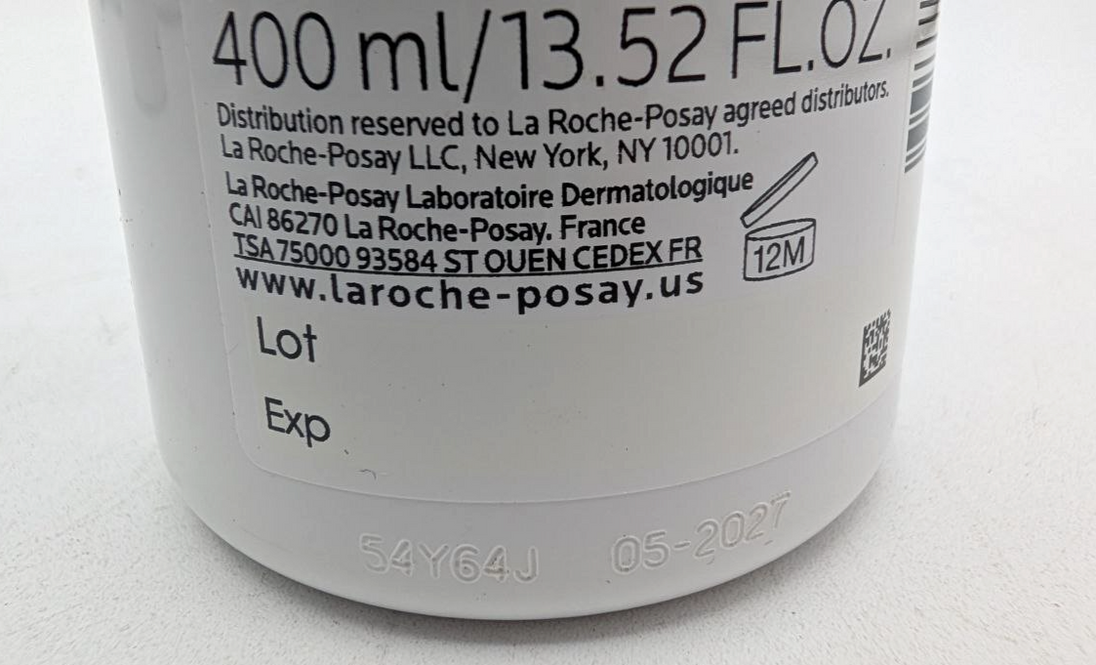 400 ml/13.52 FL.OZ.
Distribution reserved to La Roche-Posay agreed distributors.
La Roche-Posay LLC, New York, NY 10001.
La Roche-Posay Laboratoire Dermatologique
CAI 86270 La Roche-Posay. France
TSA 75000 93584 ST OUEN CEDEX FR
www.laroche-posay.us
12M
Lot
Exp
54Y64J 05-2027